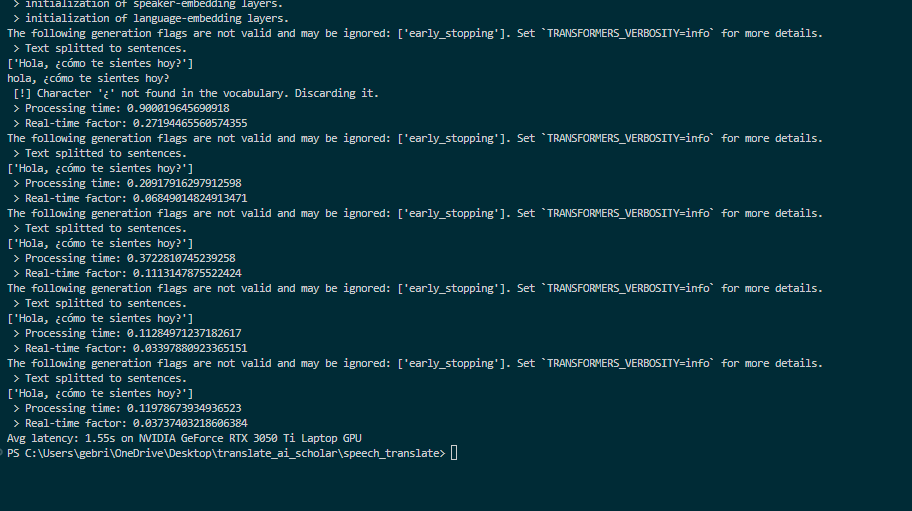 > initialization of speaker-embedding layers.
> initialization of language-embedding layers.
The following generation flags are not valid and may be ignored: ['early_stopping']. Set `TRANSFORMERS_VERBOSITY=info` for more details.
> Text splitted to sentences.
['Hola, ¿cómo te sientes hoy?']
hola, ¿cómo te sientes hoy?
[!] Character '¿' not found in the vocabulary. Discarding it.
> Processing time: 0.900019645690918
> Real-time factor: 0.27194465560574355
The following generation flags are not valid and may be ignored: ['early_stopping']. Set `TRANSFORMERS_VERBOSITY=info` for more details.
> Text splitted to sentences.
['Hola, ¿cómo te sientes hoy?']
> Processing time: 0.20917916297912598
> Real-time factor: 0.06849014824913471
The following generation flags are not valid and may be ignored: ['early_stopping']. Set `TRANSFORMERS_VERBOSITY=info` for more details.
> Text splitted to sentences.
['Hola, ¿cómo te sientes hoy?']
> Processing time: 0.3722810745239258
> Real-time factor: 0.1113147875522424
The following generation flags are not valid and may be ignored: ['early_stopping']. Set `TRANSFORMERS_VERBOSITY=info` for more details.
> Text splitted to sentences.
['Hola, ¿cómo te sientes hoy?']
> Processing time: 0.11284971237182617
> Real-time factor: 0.03397880923365151
The following generation flags are not valid and may be ignored: ['early_stopping']. Set `TRANSFORMERS_VERBOSITY=info` for more details.
> Text splitted to sentences.
['Hola, ¿cómo te sientes hoy?']
> Processing time: 0.11978673934936523
> Real-time factor: 0.03737403218606384
Avg latency: 1.55s on NVIDIA GeForce RTX 3050 Ti Laptop GPU
PS C:\Users\gebri\OneDrive\Desktop\translate_ai_scholar\speech_translate>